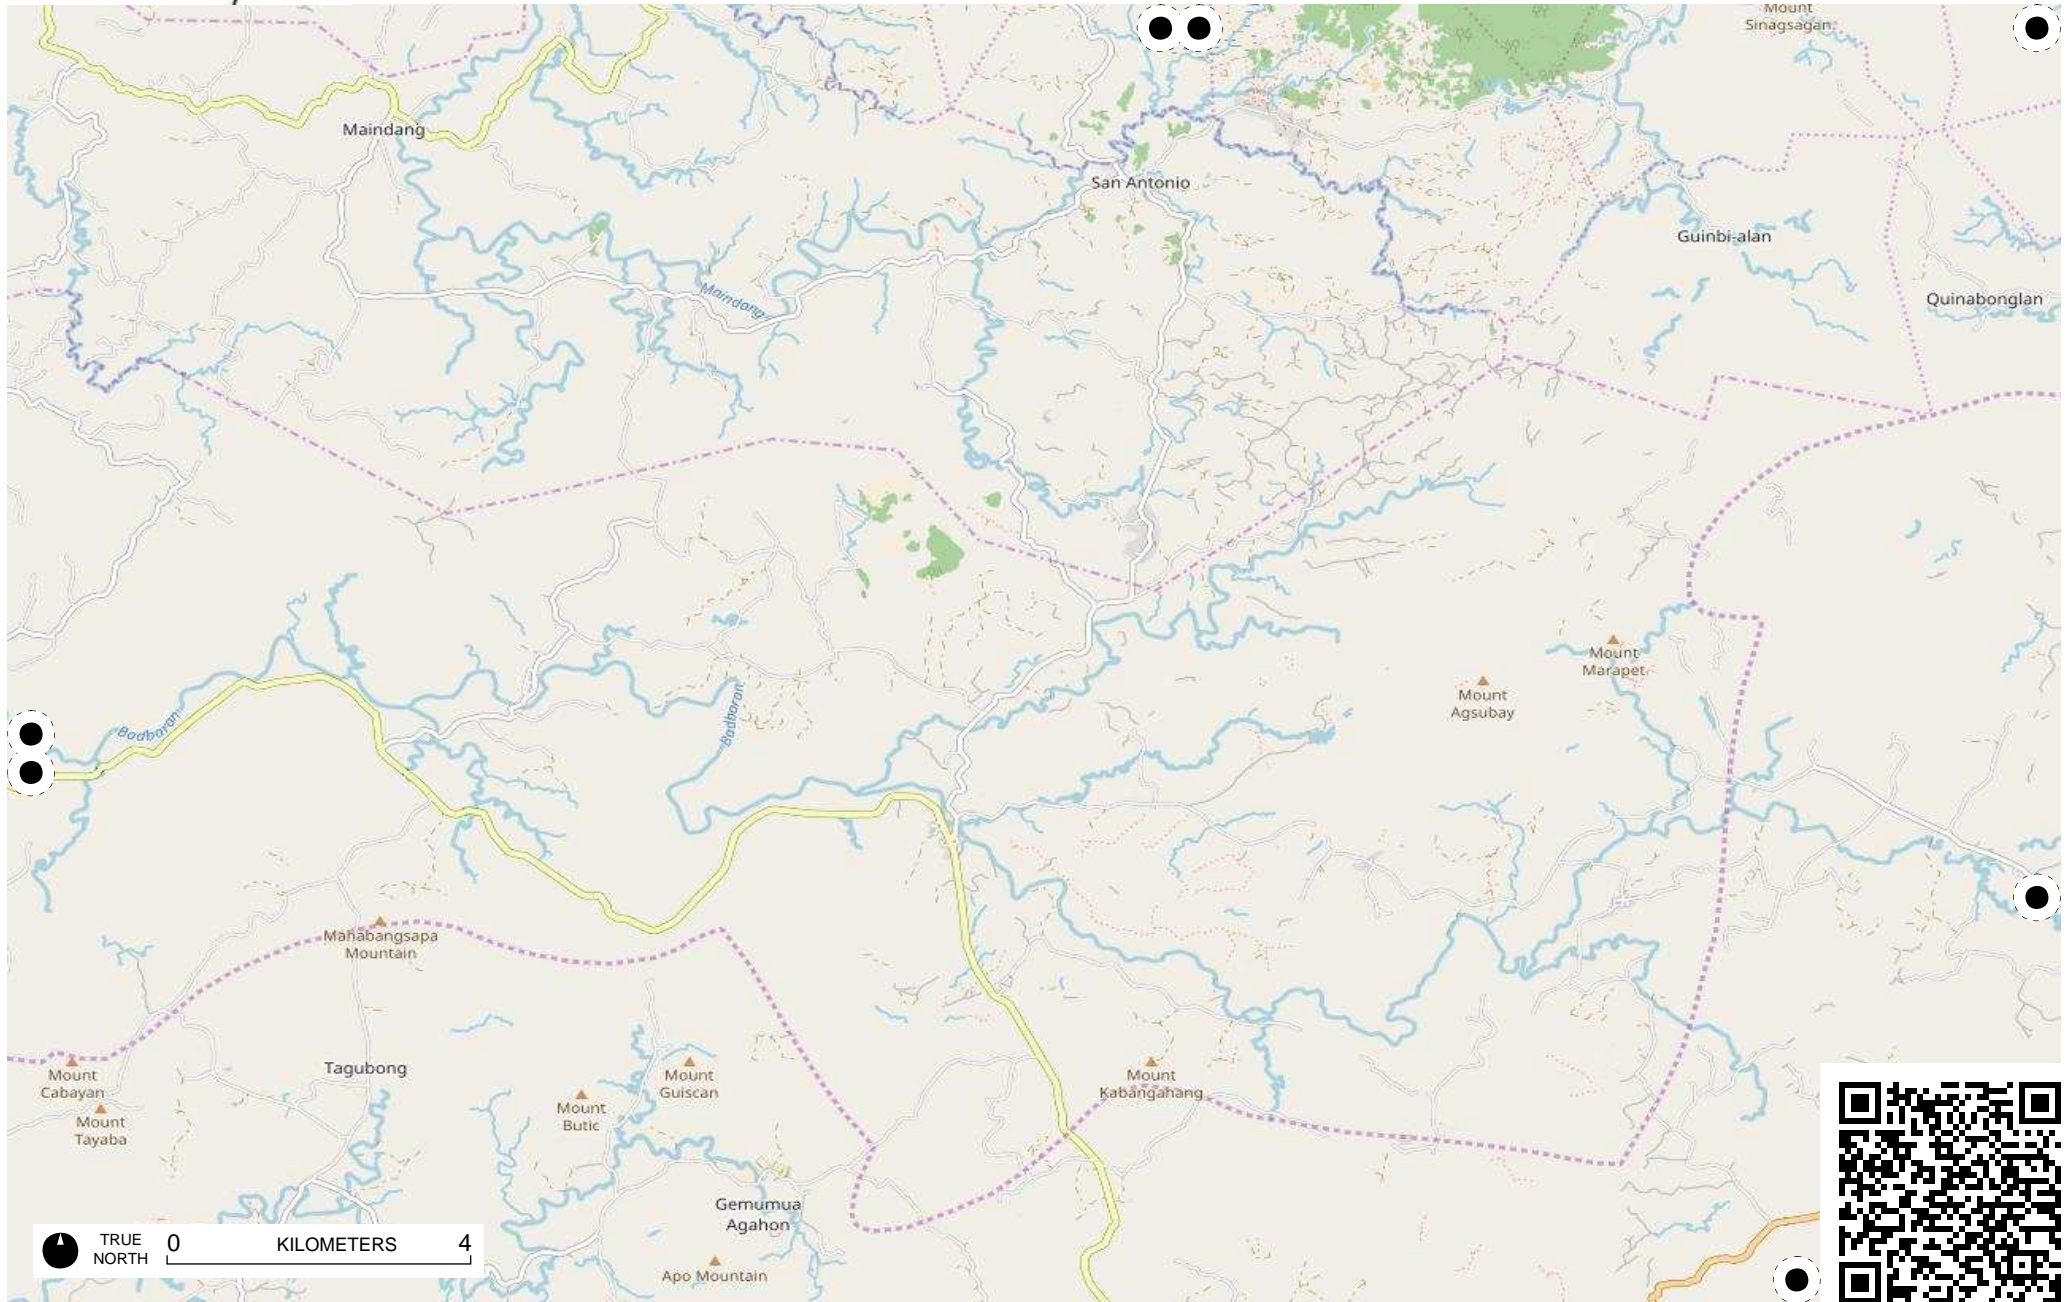 Mount
Sinagsagan
Maindang
San Antonio
Guinbi-alan
Maindang
Quinabonglan
Mount
Marapet
Mount
Agsubay
Badbaran
Badbaran
Mahabangsapa
Mountain
Tagubong
Mount
Cabayan
Mount
Tayaba
Mount
Guiscan
Mount
Butic
Mount
Kabangahang
Gemumua
Agahon
Apo Mountain
TRUE
NORTH
0 KILOMETERS 4